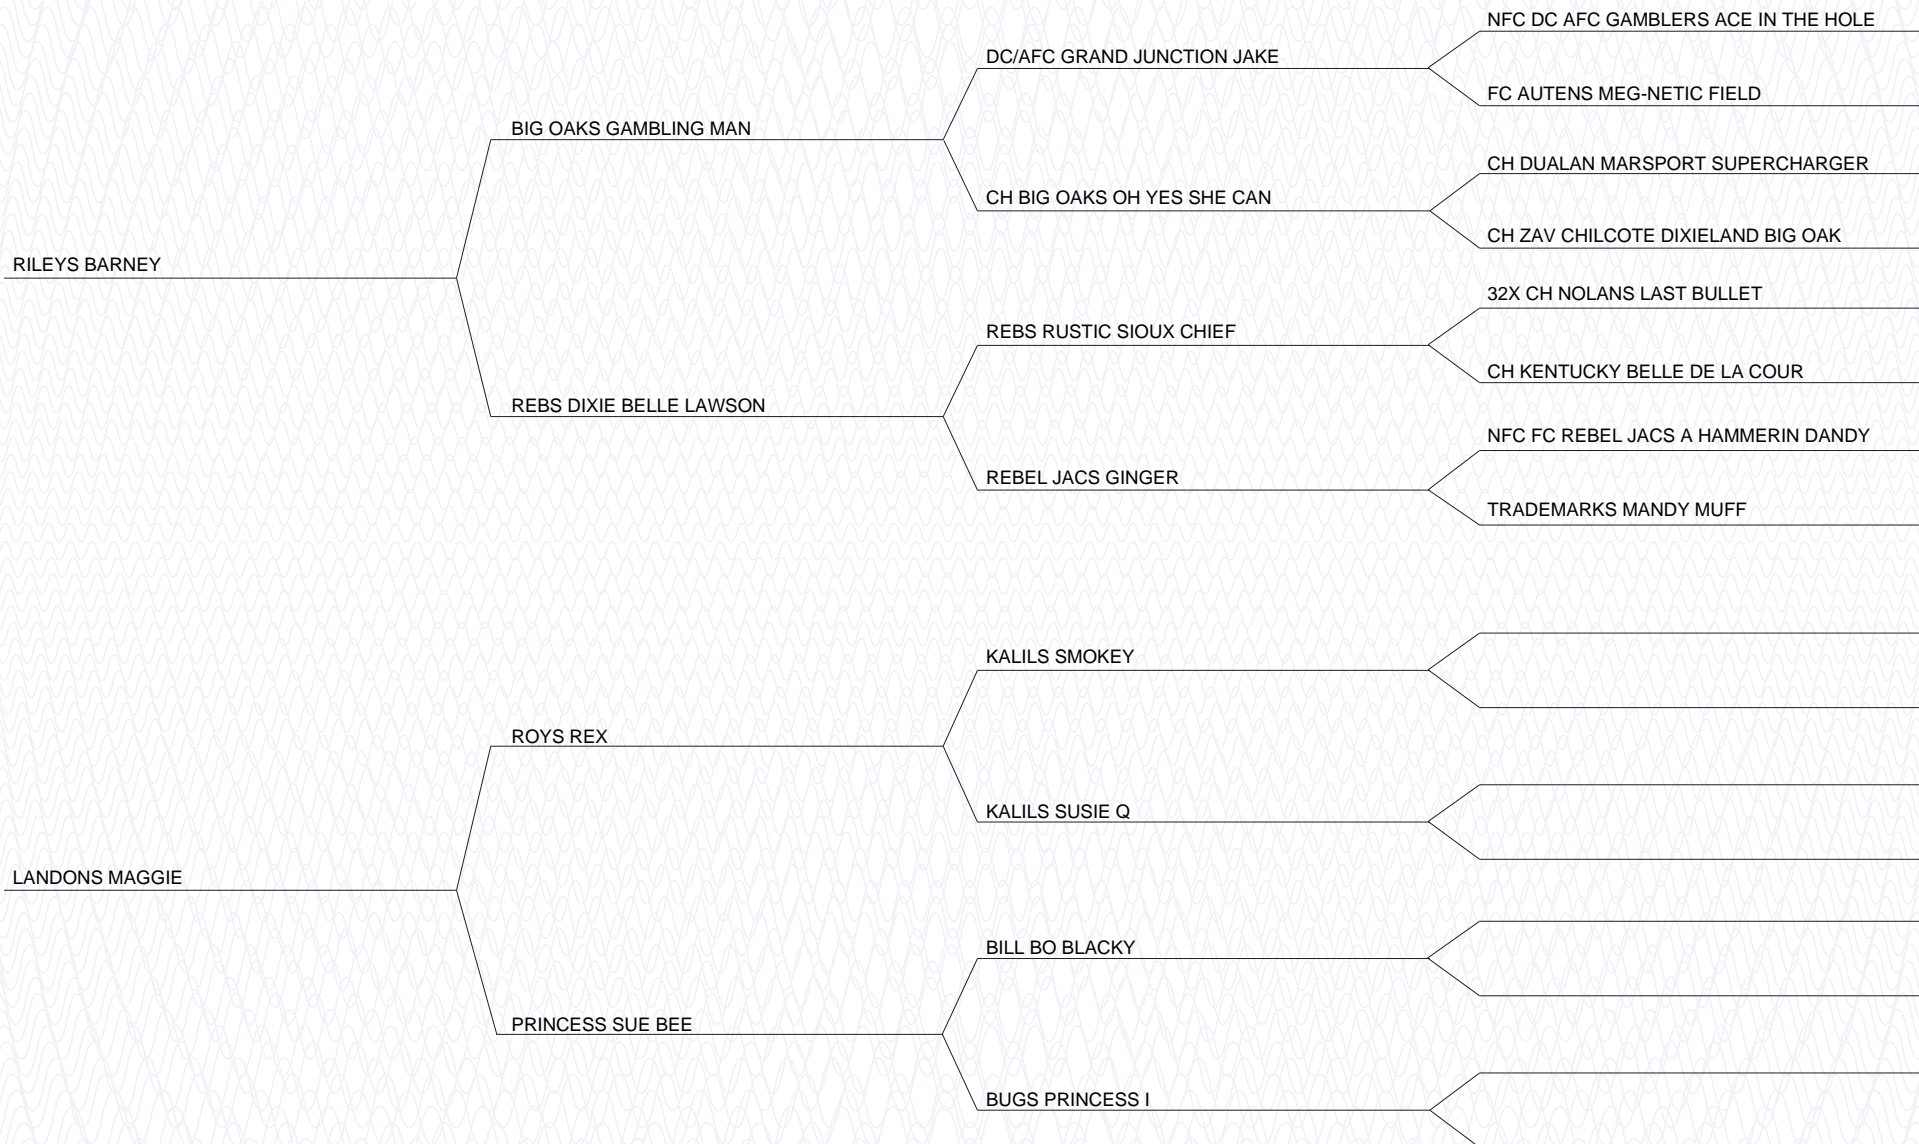 NFC DC AFC GAMBLERS ACE IN THE HOLE
DC/AFC GRAND JUNCTION JAKE
FC AUTENS MEG-NETIC FIELD
BIG OAKS GAMBLING MAN
CH DUALAN MARSPORT SUPERCHARGER
CH BIG OAKS OH YES SHE CAN
CH ZAV CHILCOTE DIXIELAND BIG OAK
RILEYS BARNEY
32X CH NOLANS LAST BULLET
REBS RUSTIC SIOUX CHIEF
CH KENTUCKY BELLE DE LA COUR
REBS DIXIE BELLE LAWSON
NFC FC REBEL JACS A HAMMERIN DANDY
REBEL JACS GINGER
TRADEMARKS MANDY MUFF
KALILS SMOKEY
ROYS REX
KALILS SUSIE Q
LANDONS MAGGIE
BILL BO BLACKY
PRINCESS SUE BEE
BUGS PRINCESS I